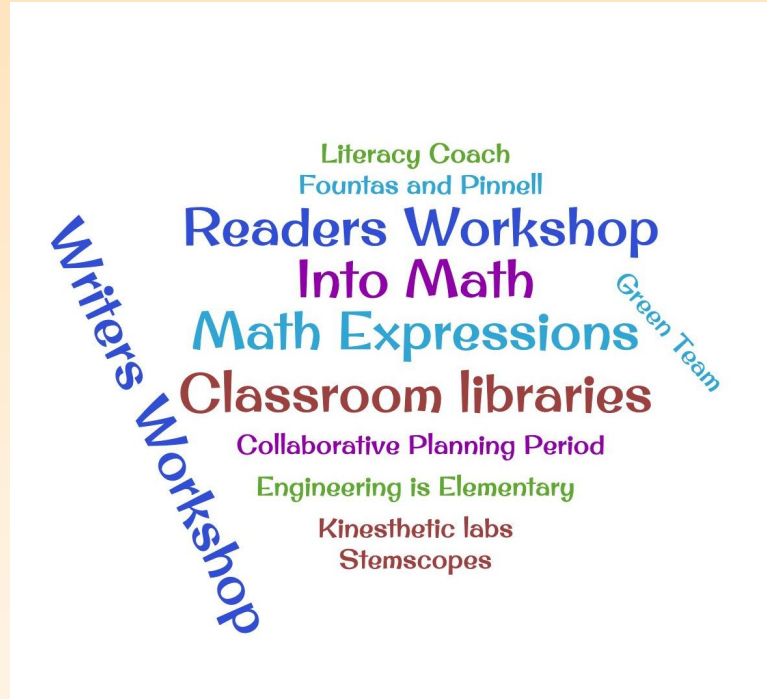 Literacy Coach
Fountas and Pinnell
Readers Workshop
Into Math
Green Team
Math Expressions
Classroom libraries
Writers Workshop
Collaborative Planning Period
Engineering is Elementary
Kinesthetic labs
Stemscopes